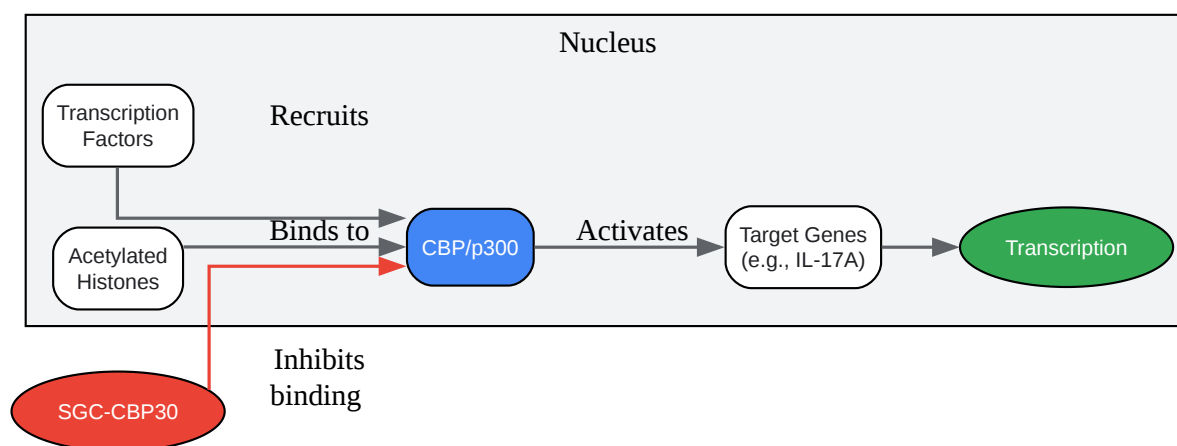 Nucleus
Transcription
Factors
Recruits
Binds to
Acetylated
Histones
CBP/p300
Activates
Target Genes
(e.g., IL-17A)
Transcription
Inhibits
binding
SGC-CBP30